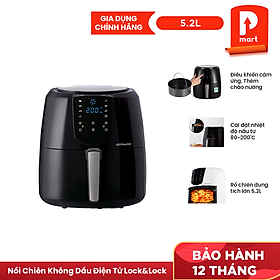 GIA DỤNG
CHÍNH HÃNG
5.2L
P
mart
Điều khiển cảm
ứng, Thêm
chảo nướng
200
Cài đặt nhiệt
độ nấu từ
80-200°C
Rổ chiên dung
tích lớn 5,2L
Nồi Chiên Không Dầu Điện Tử Lock&Lock
BẢO HÀNH
12 THÁNG